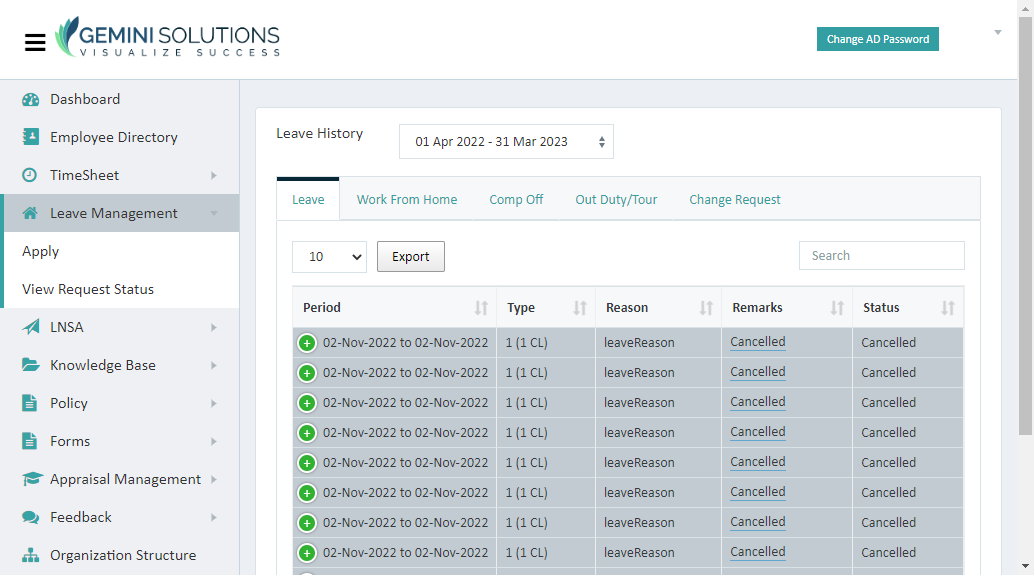 GEMINI SOLUTIONS
VISUALIZE SUCCESS
Change AD Password
Dashboard
Employee Directory
TimeSheet
Leave Management
Apply
View Request Status
LNSA
Knowledge Base
Policy
Forms
Appraisal Management
Feedback
Organization Structure
Leave History
01 Apr 2022 - 31 Mar 2023
Leave Work From Home Comp Off Out Duty/Tour Change Request
10 Export Search
Period Type Reason Remarks Status
02-Nov-2022 to 02-Nov-2022 1 (1 CL) leaveReason Cancelled Cancelled
02-Nov-2022 to 02-Nov-2022 1 (1 CL) leaveReason Cancelled Cancelled
02-Nov-2022 to 02-Nov-2022 1 (1 CL) leaveReason Cancelled Cancelled
02-Nov-2022 to 02-Nov-2022 1 (1 CL) leaveReason Cancelled Cancelled
02-Nov-2022 to 02-Nov-2022 1 (1 CL) leaveReason Cancelled Cancelled
02-Nov-2022 to 02-Nov-2022 1 (1 CL) leaveReason Cancelled Cancelled
02-Nov-2022 to 02-Nov-2022 1 (1 CL) leaveReason Cancelled Cancelled
02-Nov-2022 to 02-Nov-2022 1 (1 CL) leaveReason Cancelled Cancelled